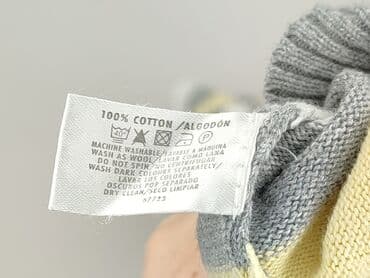 100% COTTON /ALGODÓN
40°
MACHINE WASHABLE/LAVABLE A MAQUINA
WASH AS WOOL/LAVAR COMO LANA
DO NOT SPIN/NO CENTRIFUGAR
WASH DARK COLOURS SEPARATELY/
LAVAR LOS COLORES
OSCUROS POR SEPARADO
DRY CLEAN/SECO LIMPIAR